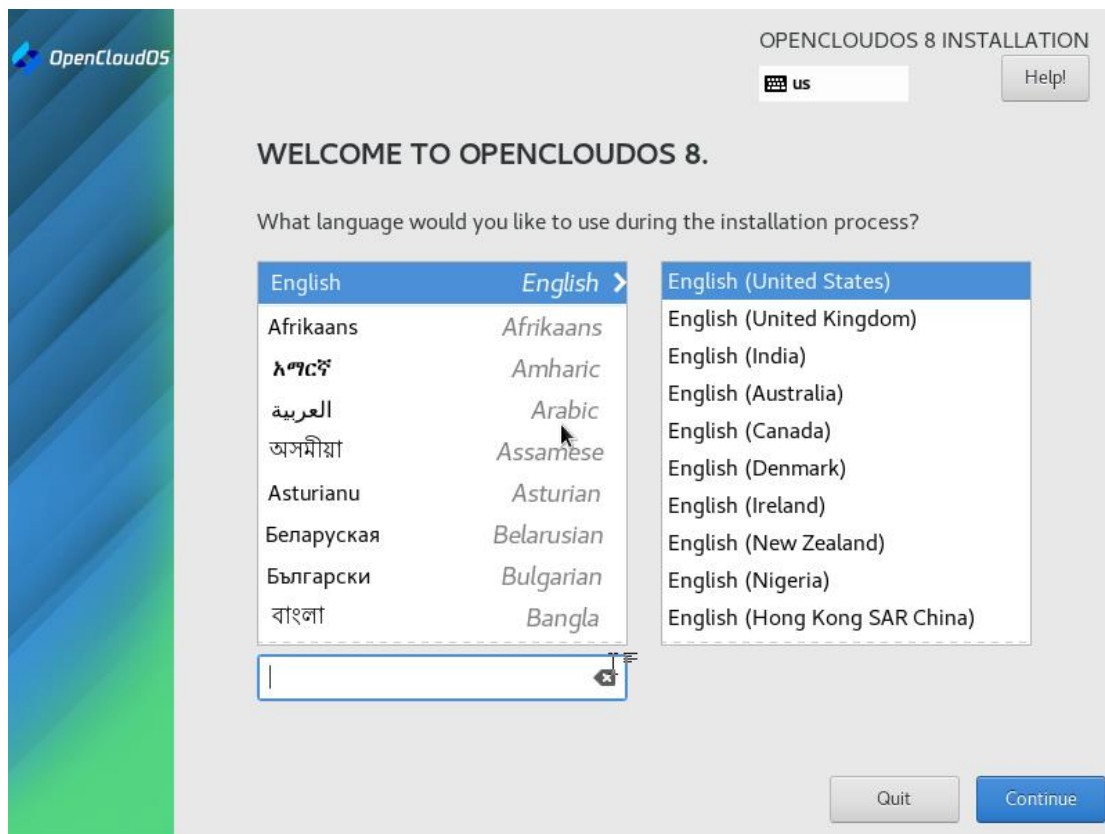 OpenCloudOS
OPENCLOUDOS 8 INSTALLATION
us
Help!
WELCOME TO OPENCLOUDOS 8.
What language would you like to use during the installation process?
English English
Afrikaans Afrikaans
አማርኛ Amharic
العربية Arabic
অসমীয়া Assamese
Asturianu Asturian
Беларуская Belarusian
Български Bulgarian
বাংলা Bangla
English (United States)
English (United Kingdom)
English (India)
English (Australia)
English (Canada)
English (Denmark)
English (Ireland)
English (New Zealand)
English (Nigeria)
English (Hong Kong SAR China)
Quit
Continue